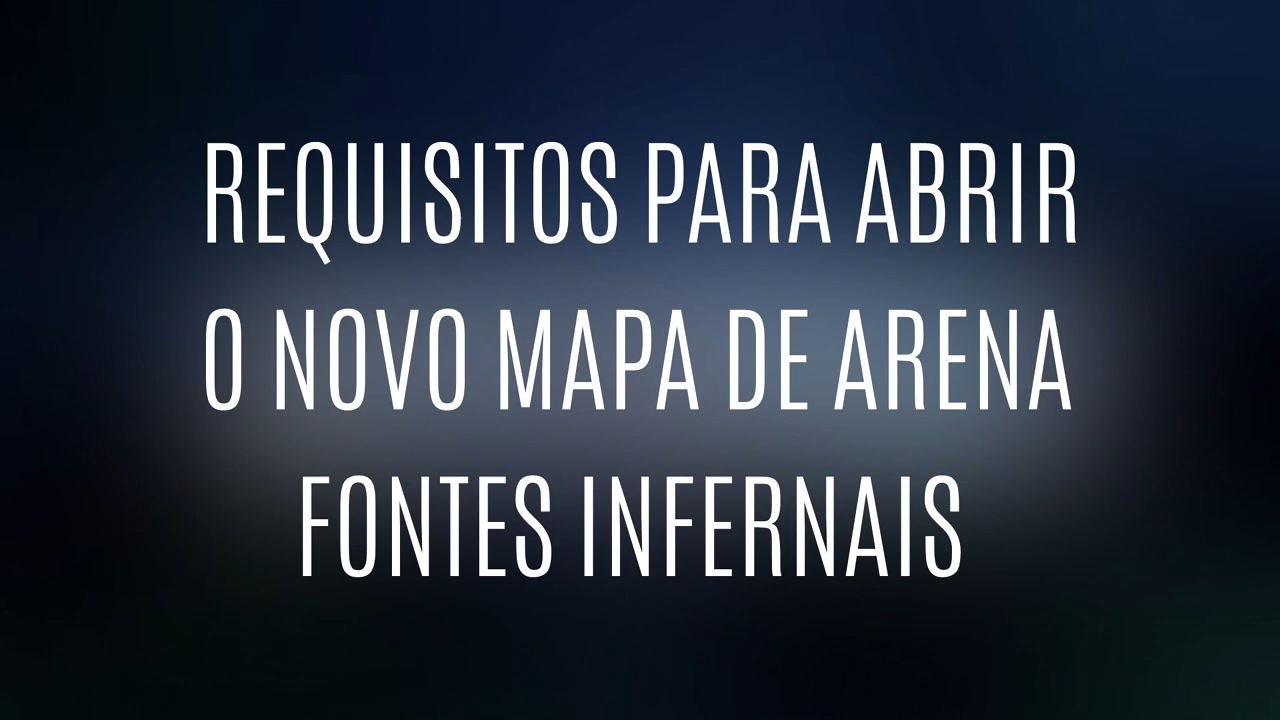 REQUISITOS PARA ABRIR
O NOVO MAPA DE ARENA
FONTES INFERNAIS